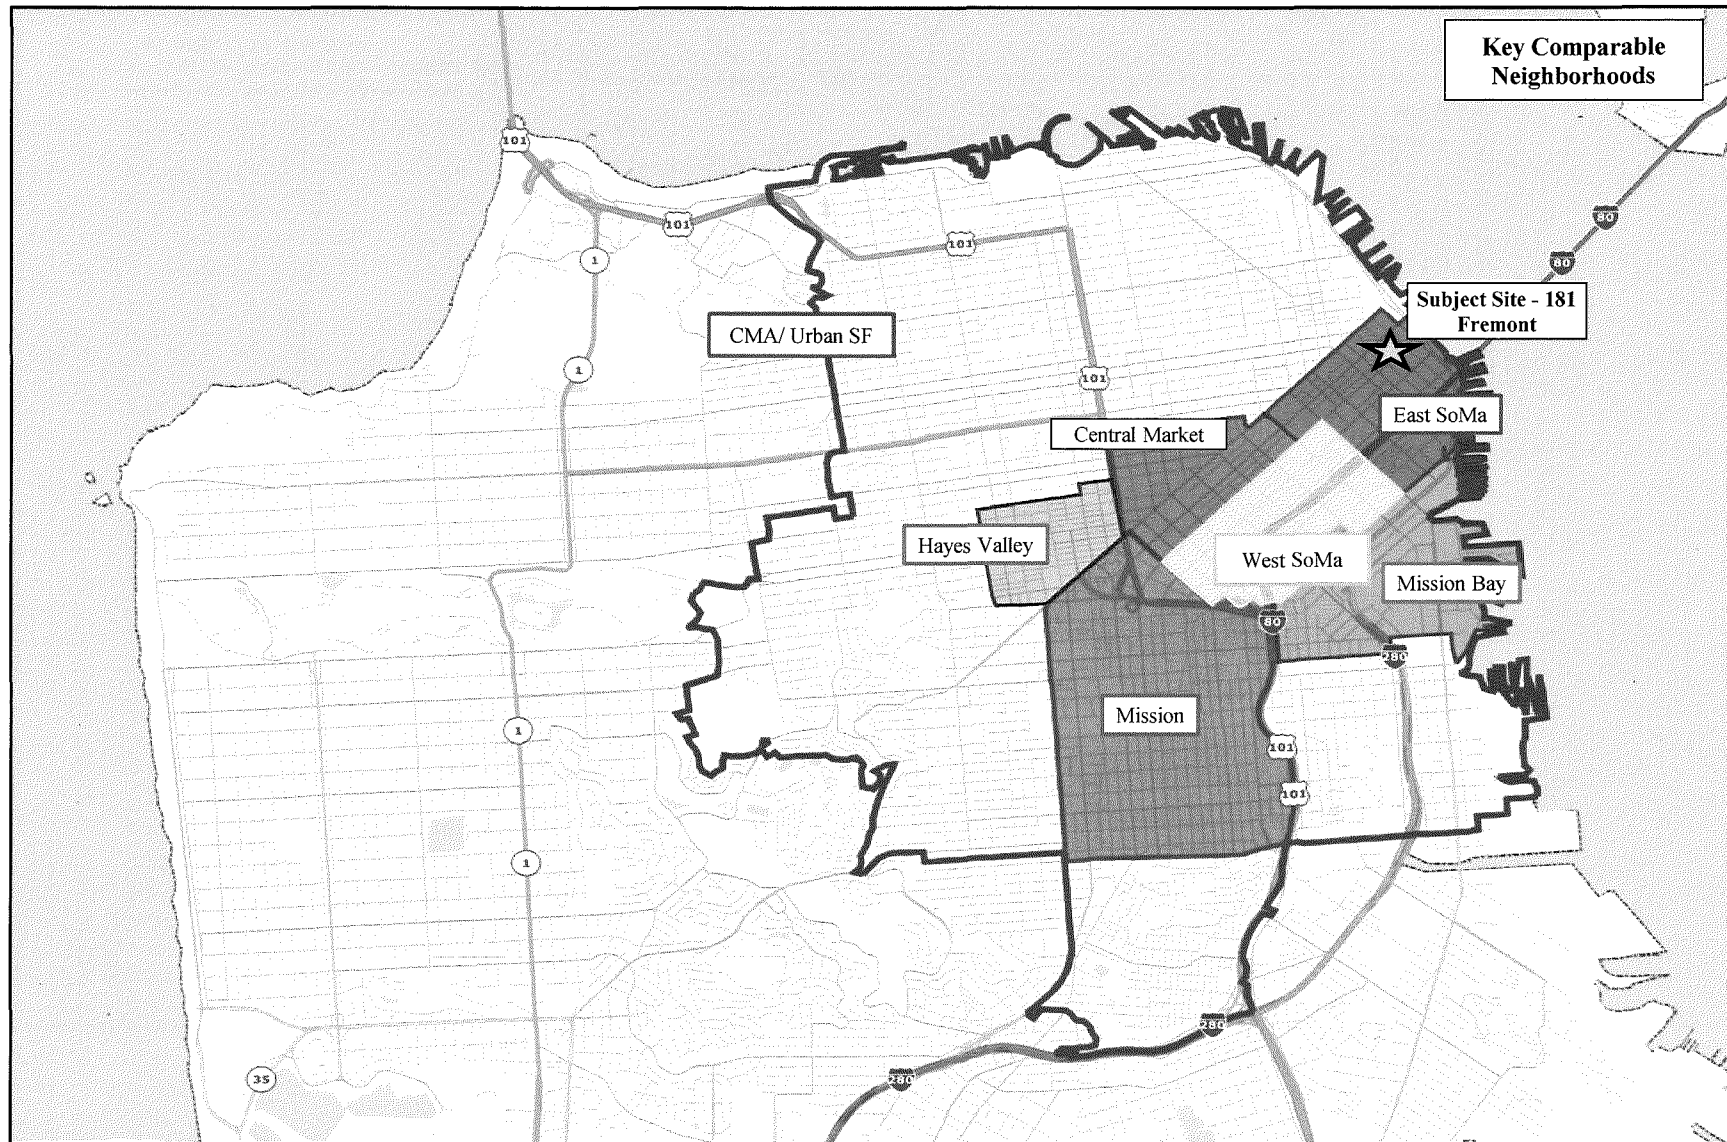 Key Comparable
Neighborhoods
101
101
101
80
80
1
Subject Site - 181
Fremont
CMA/ Urban SF
1
101
East SoMa
Central Market
Hayes Valley
West SoMa
Mission Bay
80
280
Mission
1
101
101
1
280
35
280